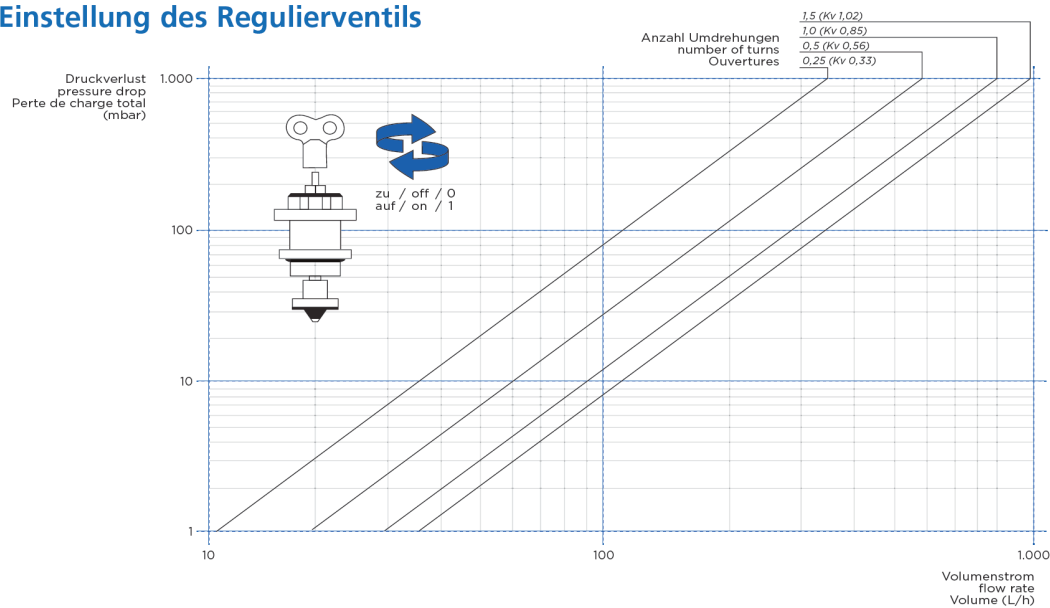 Einstellung des Regulierventils
1,5 (Kv 1,02)
1,0 (Kv 0,85)
0,5 (Kv 0,56)
0,25 (Kv 0,33)
Anzahl Umdrehungen
number of turns
Ouvertures
Druckverlust
pressure drop
Perte de charge total
(mbar)
1.000
100
10
1
zu / off / 0
auf / on / 1
10
100
1.000
Volumenstrom
flow rate
Volume (L/h)